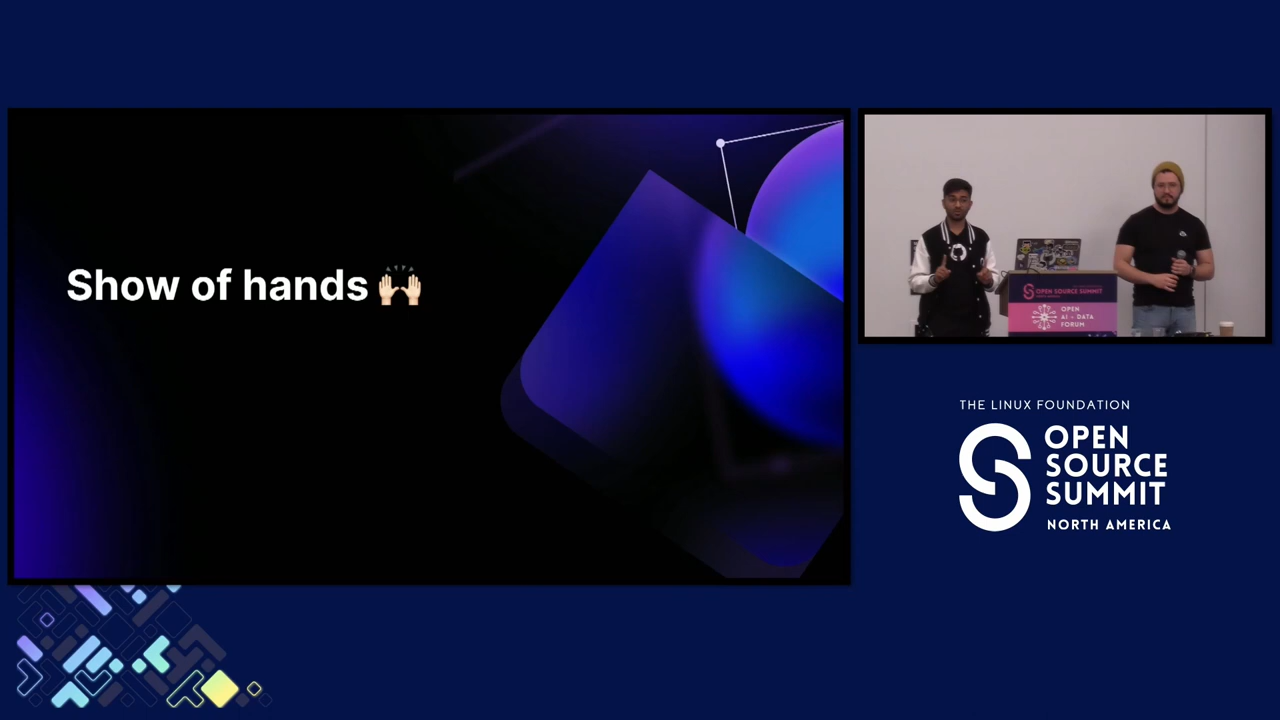 Show of hands 🙌🏻
OPEN SOURCE SUMMIT
OPEN
AI + DATA
FORUM
THE LINUX FOUNDATION
OPEN
SOURCE
SUMMIT
NORTH AMERICA